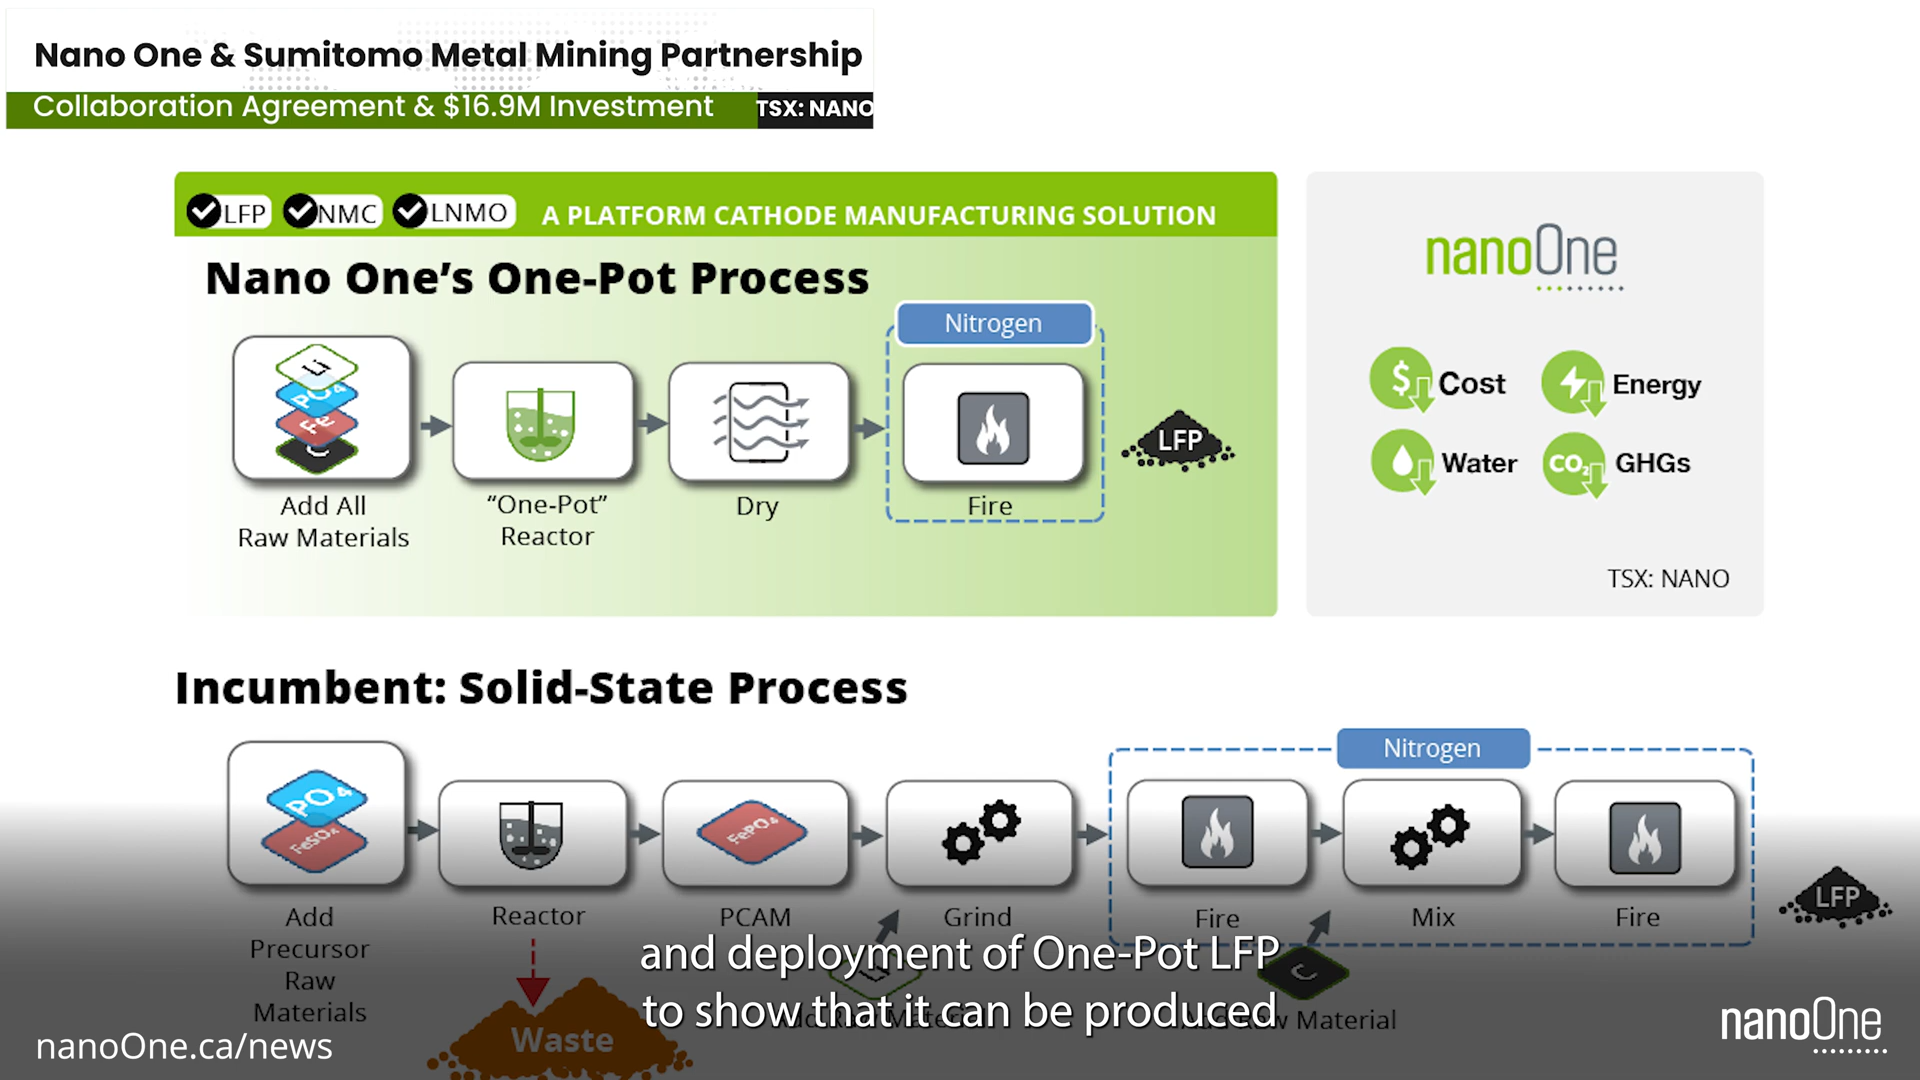 Nano One & Sumitomo Metal Mining Partnership
Collaboration Agreement & $16.9M Investment
TSX: NANO
LFP
NMC
LNMO
A PLATFORM CATHODE MANUFACTURING SOLUTION
Nano One’s One-Pot Process
Nitrogen
Li
PO4
Fe
C
LFP
Add All
Raw Materials
“One-Pot”
Reactor
Dry
Fire
nanoOne
$
Cost
Energy
Water
CO2
GHGs
TSX: NANO
Incumbent: Solid-State Process
Nitrogen
PO4
FeSO4
FePO4
LFP
Add
Precursor
Raw
Materials
Reactor
PCAM
Grind
Fire
Mix
Fire
Li
C
Waste
Material
and deployment of One-Pot LFP
to show that it can be produced
nanoOne.ca/news
nanoOne